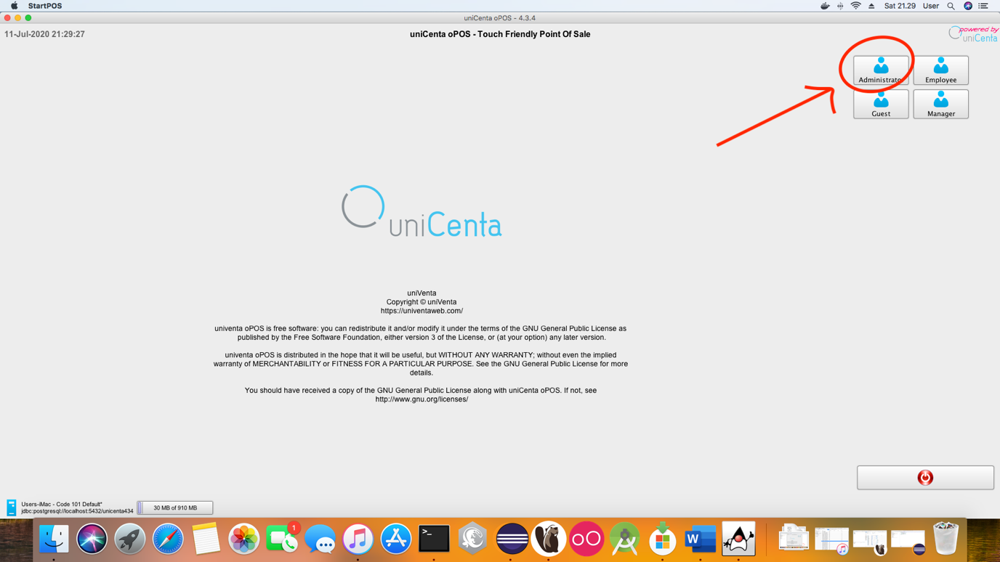 StartPOS
Sat 21.29 User
uniCenta oPOS - 4.3.4
11-Jul-2020 21:29:27
uniCenta oPOS - Touch Friendly Point Of Sale
powered by
uniCenta
Administrato
Employee
Guest
Manager
uniCenta
uniVenta
Copyright © uniVenta
https://univentaweb.com/
univenta oPOS is free software: you can redistribute it and/or modify it under the terms of the GNU General Public License as
published by the Free Software Foundation, either version 3 of the License, or (at your option) any later version.
univenta oPOS is distributed in the hope that it will be useful, but WITHOUT ANY WARRANTY; without even the implied
warranty of MERCHANTABILITY or FITNESS FOR A PARTICULAR PURPOSE. See the GNU General Public License for more
details.
You should have received a copy of the GNU General Public License along with uniCenta oPOS. If not, see
http://www.gnu.org/licenses/
Users-iMac - Code 101 Default*
jdbc:postgresql://localhost:5432/unicenta434
30 MB of 910 MB
1
>_
W